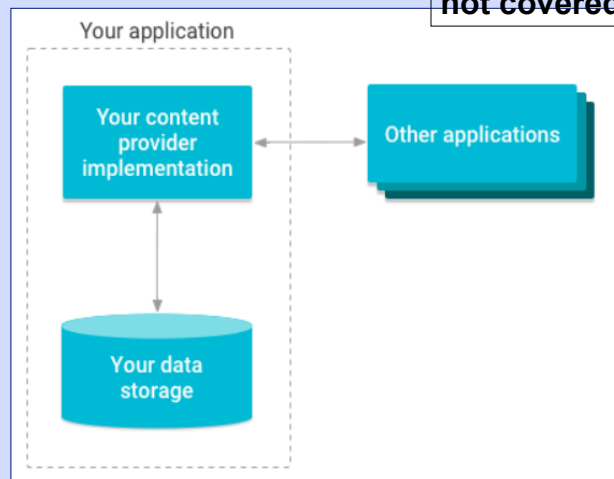 not covered
Your application
Your content
provider
implementation
Other applications
Your data
storage